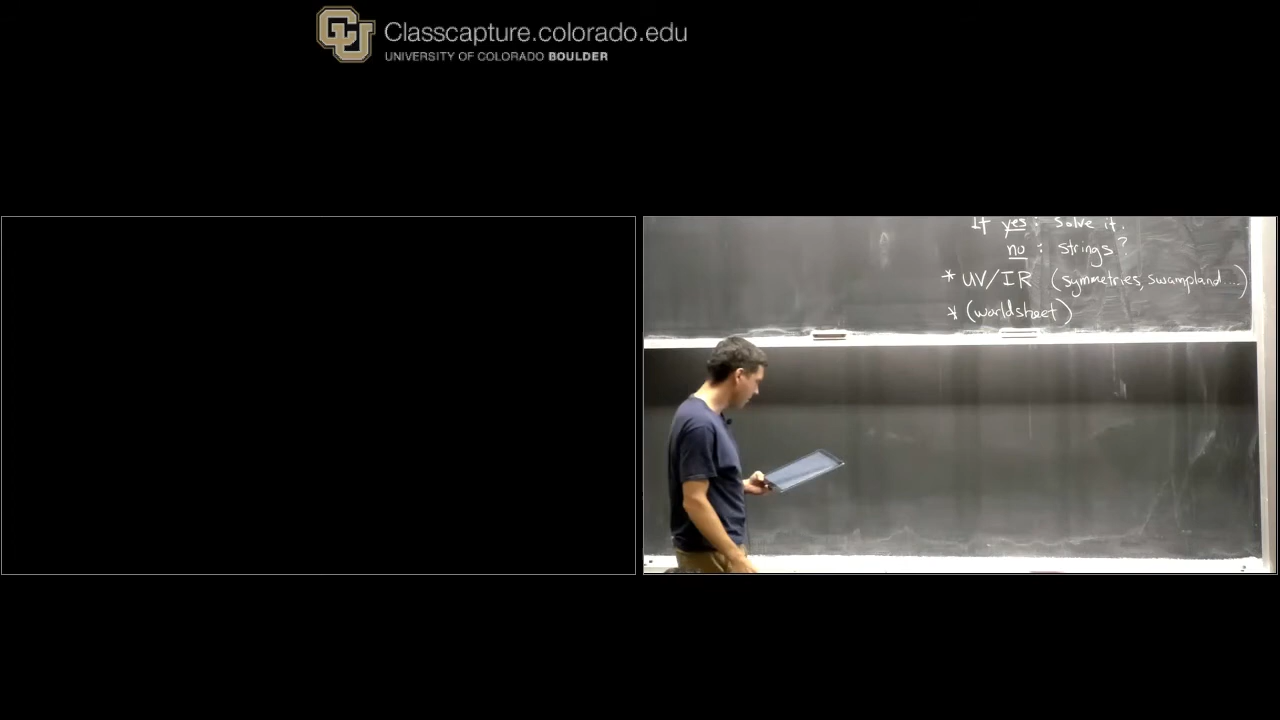 Classcapture.colorado.edu
UNIVERSITY OF COLORADO BOULDER
If yes : Solve it.
no : strings?
* UV/IR (symmetries, swampland....)
* (worldsheet)